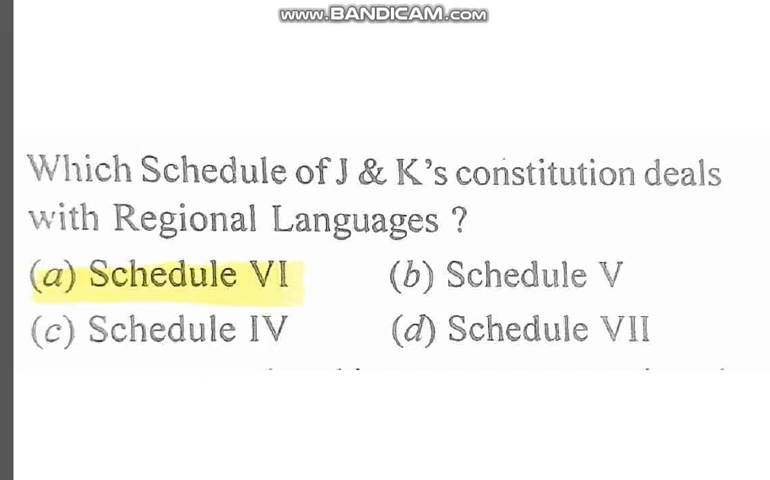 www.BANDICAM.com
Which Schedule of J & K's constitution deals
with Regional Languages ?
(a) Schedule VI (b) Schedule V
(c) Schedule IV (d) Schedule VII